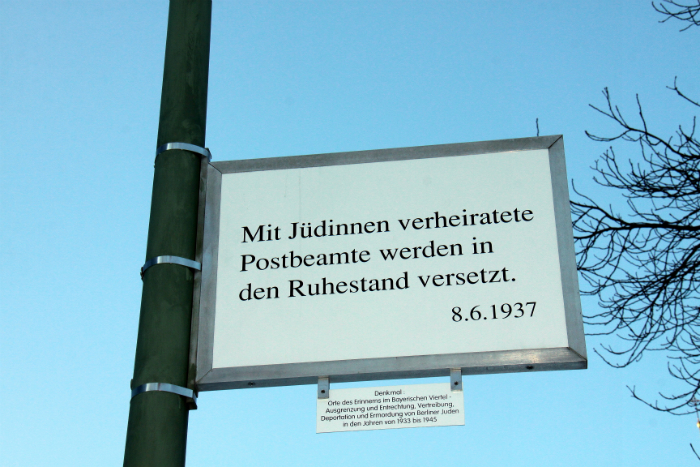 Mit Jüdinnen verheiratete
Postbeamte werden in
den Ruhestand versetzt.
8.6.1937
Denkmal
Orte des Erinnerns im Bayerischen Viertel -
Ausgrenzung und Entrechtung, Vertreibung,
Deportation und Ermordung von Berliner Juden
in den Jahren von 1933 bis 1945